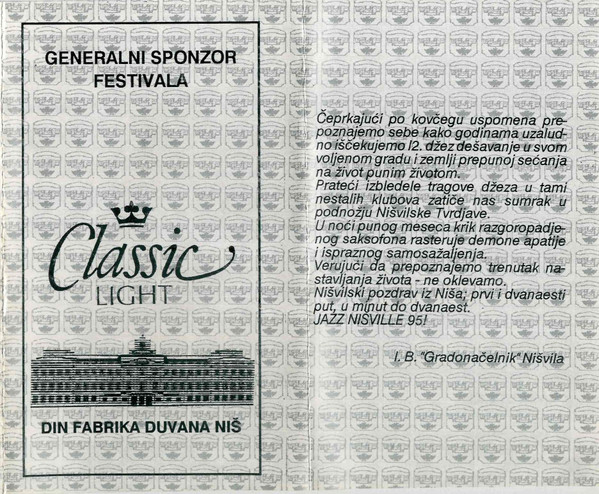 GENERALNI SPONZOR
FESTIVALA
Classic
LIGHT
DIN FABRIKA DUVANA NIŠ
Čeprkajući po kovčegu uspomena pre-
poznajemo sebe kako godinama uzalud-
no iščekujemo I2. džez dešavanje u svom
voljenom gradu i zemlji prepunoj sećanja
na život punim životom.
Prateći izbledele tragove džeza u tami
nestalih klubova zatiče nas sumrak u
podnožju Nišvilske Tvrdjave.
U noći punog meseca krik razgoropadje-
nog saksofona rasteruje demone apatije
i ispraznog samosažaljenja.
Verujući da prepoznajemo trenutak na-
stavljanja života - ne oklevamo.
Nišvilski pozdrav iz Niša, prvi i dvanaesti
put, u minut do dvanaest.
JAZZ NIŠVILLE 95!
I. B. "Gradonačelnik" Nišvila